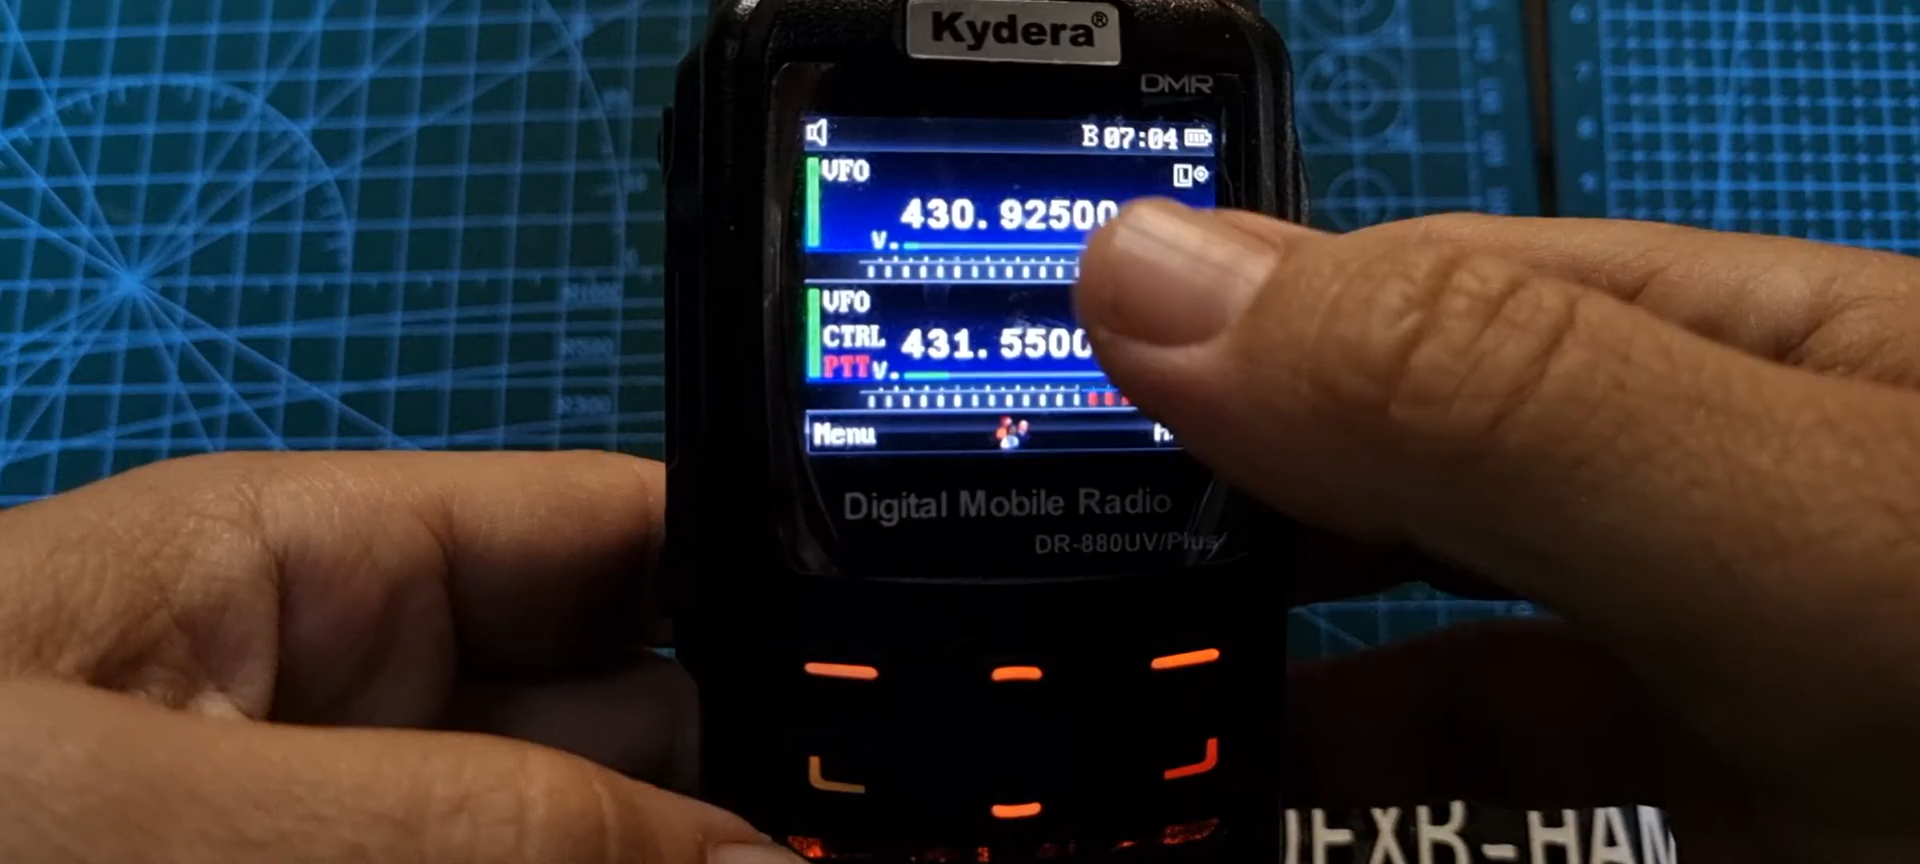 Kydera®
DMR
B 07:04
VFO
L
430.92500
V.
VFO
CTRL
431.5500
PTT V.
Menu
Digital Mobile Radio
DR-880UV/Plus